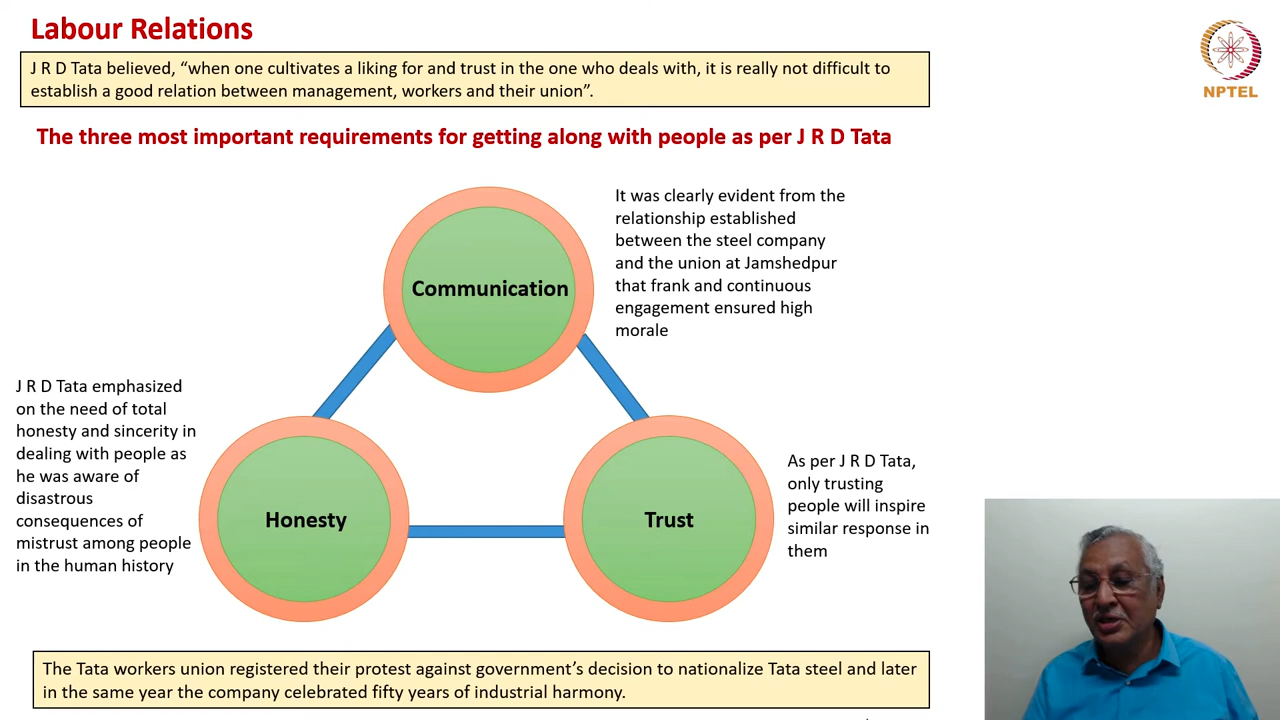 Labour Relations
J R D Tata believed, “when one cultivates a liking for and trust in the one who deals with, it is really not difficult to
establish a good relation between management, workers and their union”.
NPTEL
The three most important requirements for getting along with people as per J R D Tata
Communication
It was clearly evident from the
relationship established
between the steel company
and the union at Jamshedpur
that frank and continuous
engagement ensured high
morale
J R D Tata emphasized
on the need of total
honesty and sincerity in
dealing with people as
he was aware of
disastrous
consequences of
mistrust among people
in the human history
Honesty
Trust
As per J R D Tata,
only trusting
people will inspire
similar response in
them
The Tata workers union registered their protest against government’s decision to nationalize Tata steel and later
in the same year the company celebrated fifty years of industrial harmony.